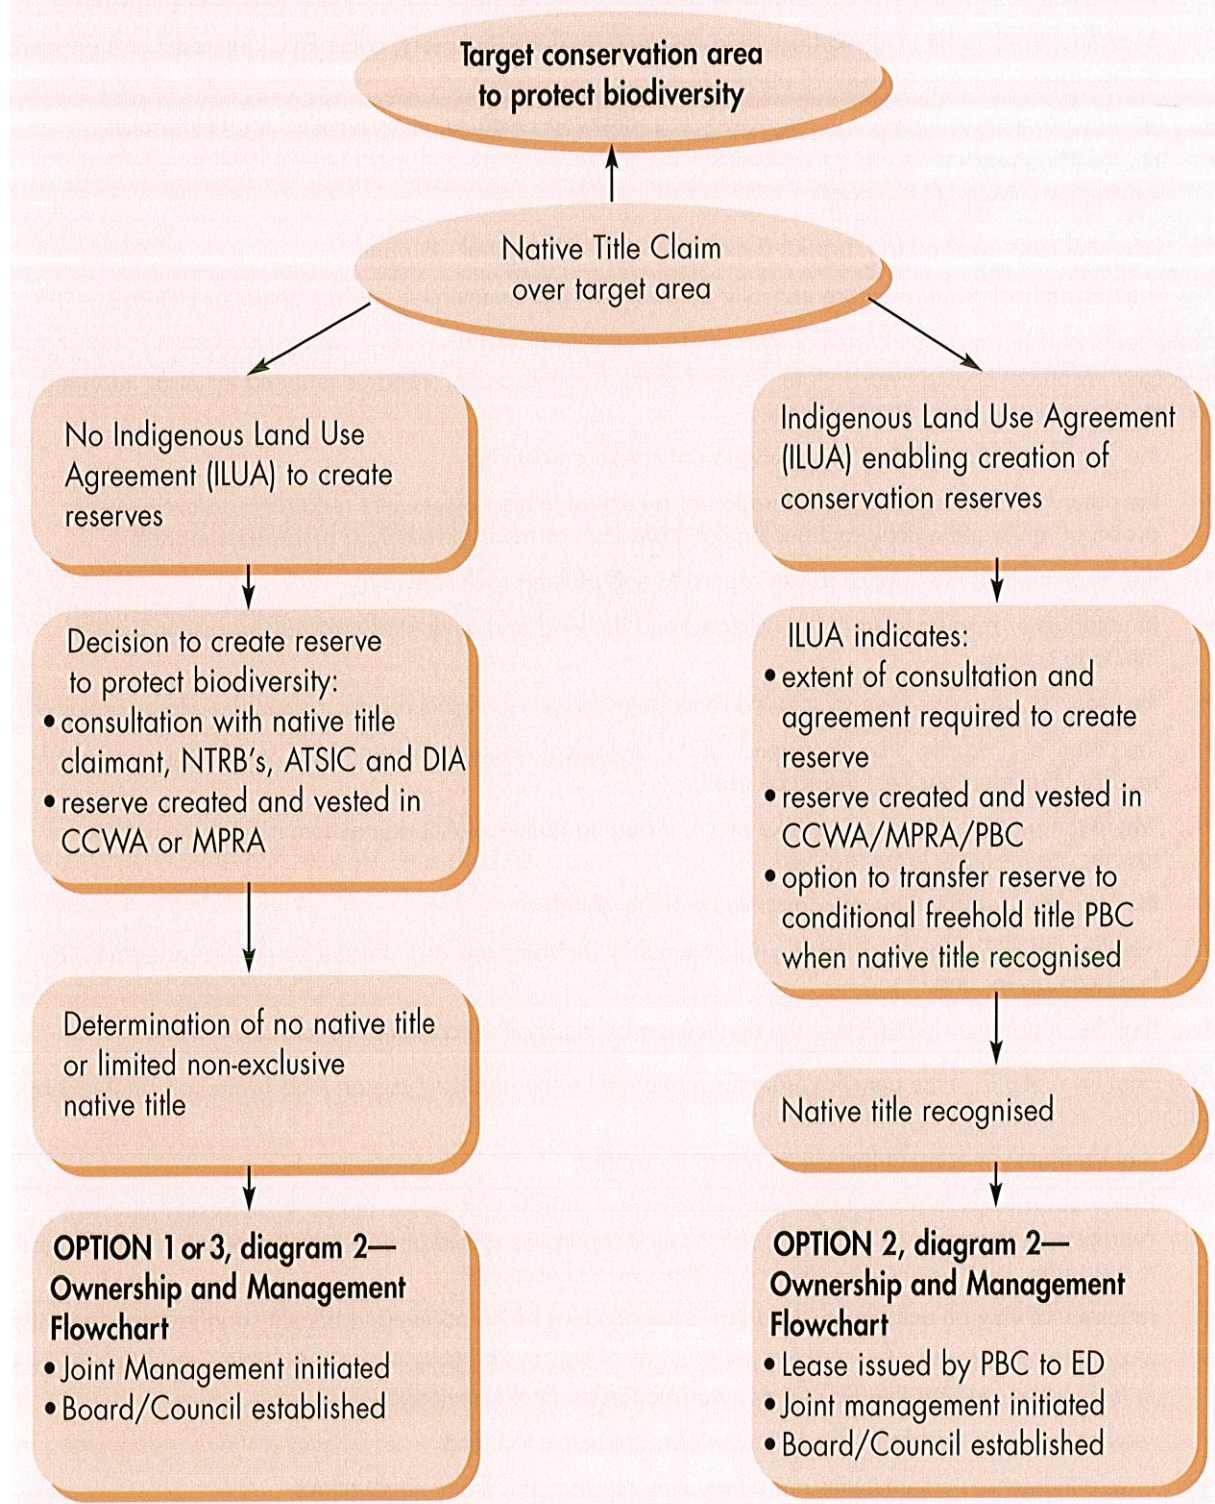 Target conservation area
to protect biodiversity
Native Title Claim
over target area
No Indigenous Land Use
Agreement (ILUA) to create
reserves
Decision to create reserve
to protect biodiversity:
• consultation with native title
claimant, NTRB's, ATSIC and DIA
• reserve created and vested in
CCWA or MPRA
Determination of no native title
or limited non-exclusive
native title
OPTION 1 or 3, diagram 2—
Ownership and Management
Flowchart
• Joint Management initiated
• Board/Council established
Indigenous Land Use Agreement
(ILUA) enabling creation of
conservation reserves
ILUA indicates:
• extent of consultation and
agreement required to create
reserve
• reserve created and vested in
CCWA/MPRA/PBC
• option to transfer reserve to
conditional freehold title PBC
when native title recognised
Native title recognised
OPTION 2, diagram 2—
Ownership and Management
Flowchart
• Lease issued by PBC to ED
• Joint management initiated
• Board/Council established